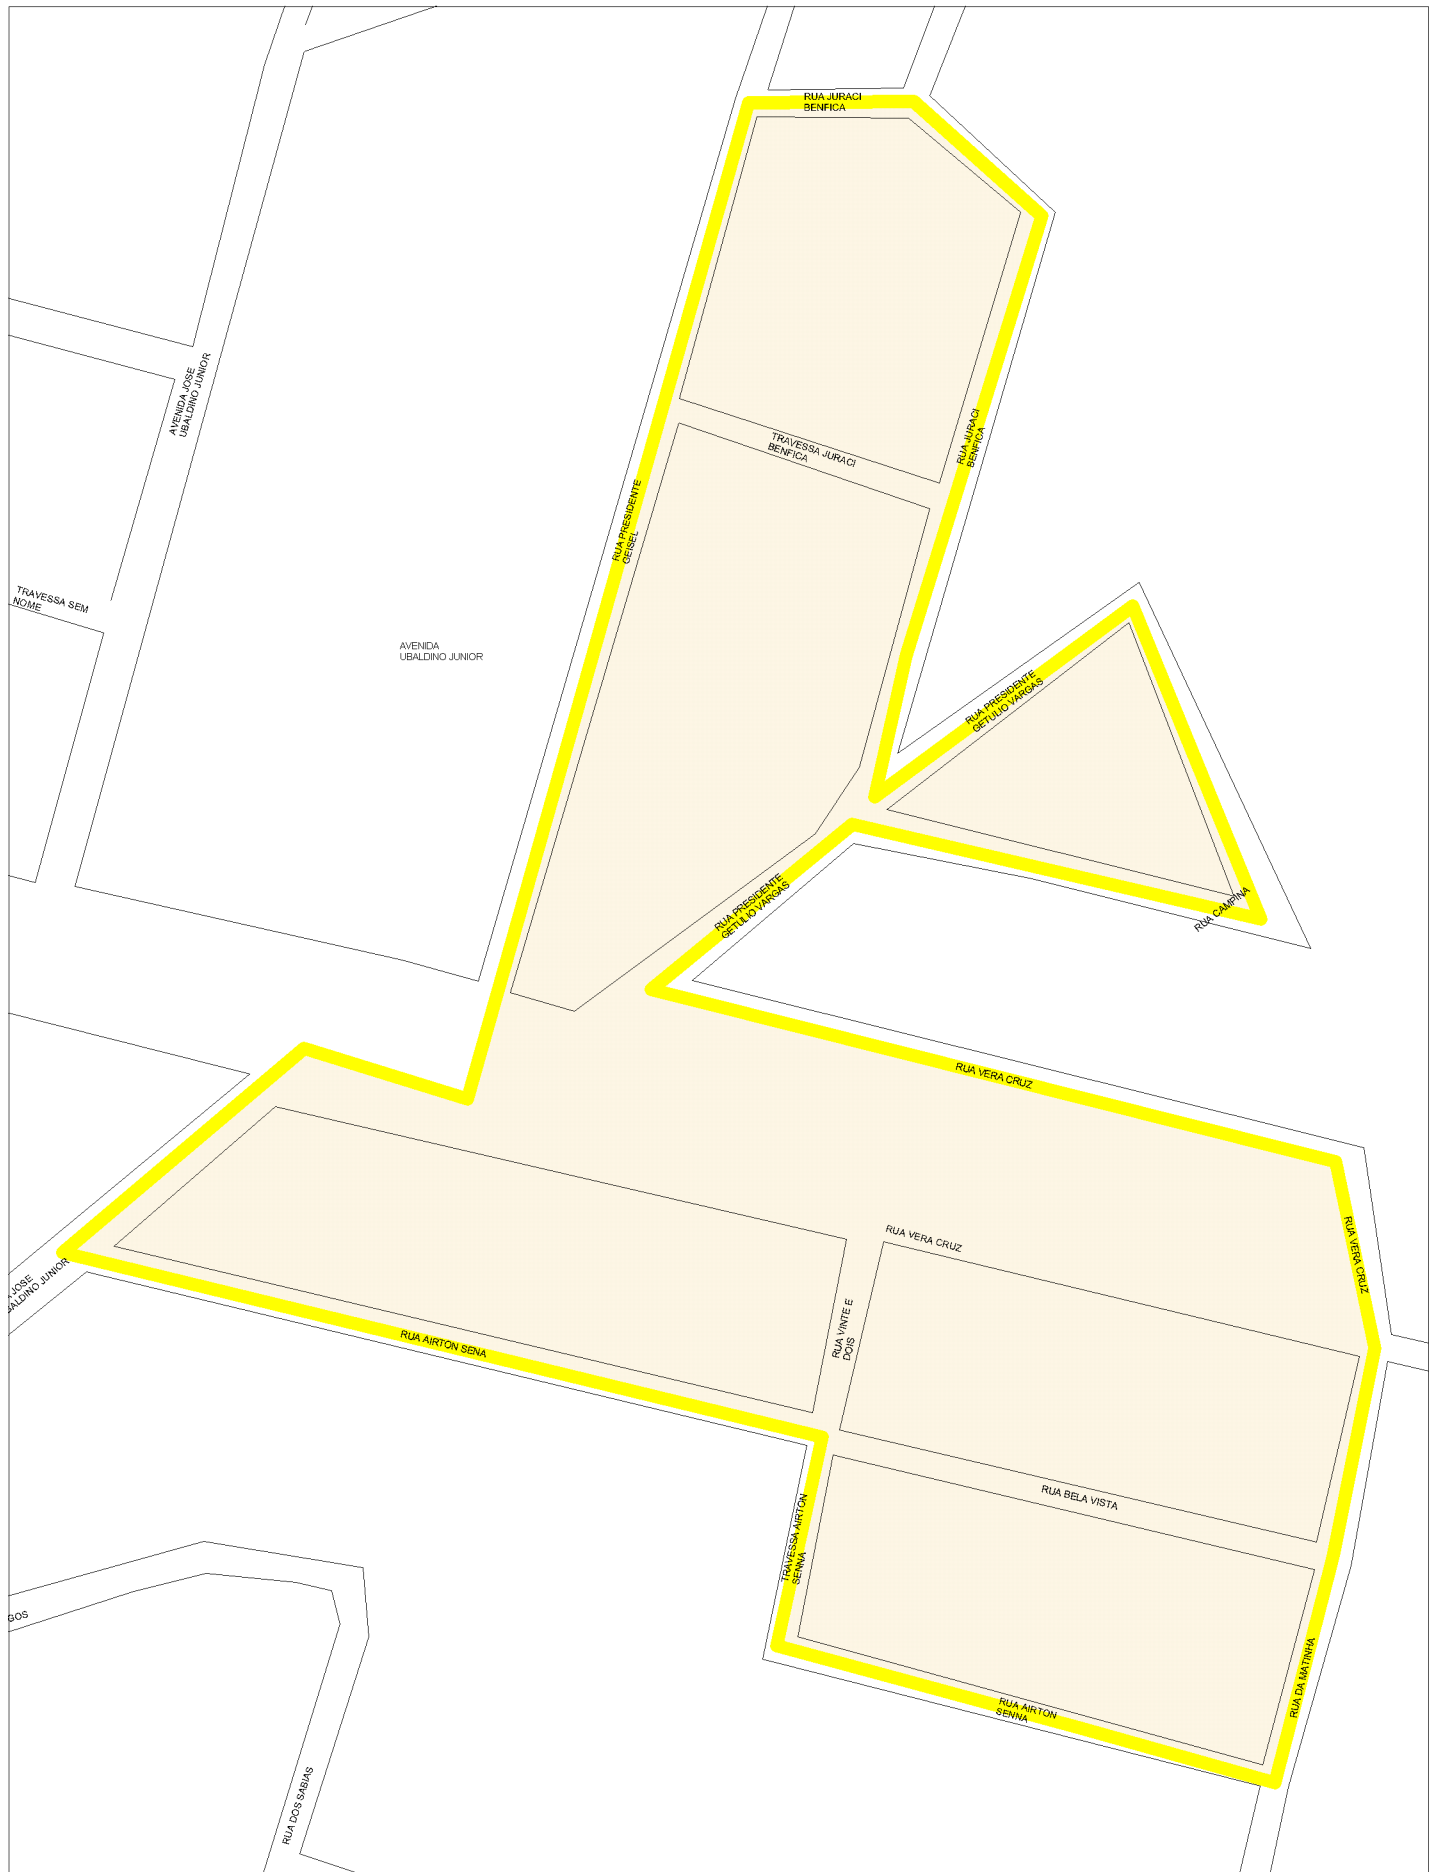 RUA JURACI
BENFICA
AVENIDA JOSE
UBALDINO JUNIOR
RUA JURACI
BENFICA
TRAVESSA JURACI
BENFICA
RUA PRESIDENTE
GEISEL
TRAVESSA SEM
NOME
AVENIDA
UBALDINO JUNIOR
RUA PRESIDENTE
GETULIO VARGAS
RUA PRESIDENTE
GETULIO VARGAS
RUA CAMPINA
RUA VERA CRUZ
RUA VERA CRUZ
RUA VERA CRUZ
JOSE
ALDINO JUNIOR
RUA AIRTON SENA
RUA VINTE E
DOIS
RUA BELA VISTA
TRAVESSA AIRTON
SENNA
GOS
RUA DA MATINHA
RUA AIRTON
SENNA
RUA DOS SABIAS